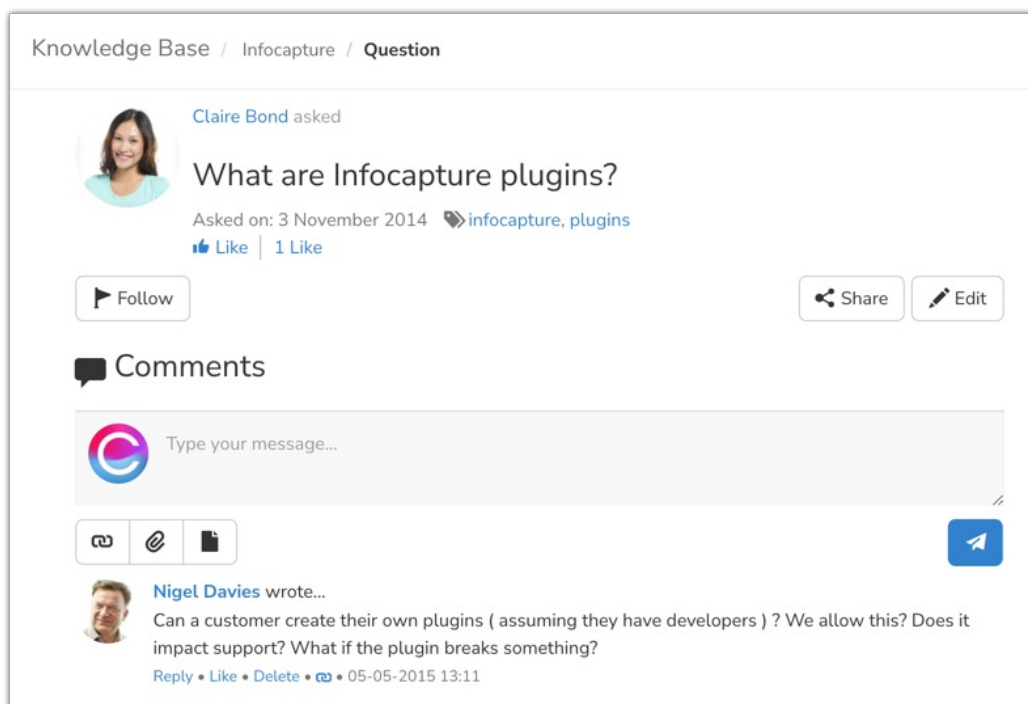 Knowledge Base / Infocapture / Question
Claire Bond asked
What are Infocapture plugins?
Asked on: 3 November 2014 infocapture, plugins
Like | 1 Like
Follow
Share
Edit
Comments
Type your message...
Nigel Davies wrote...
Can a customer create their own plugins ( assuming they have developers ) ? We allow this? Does it
impact support? What if the plugin breaks something?
Reply • Like • Delete • • 05-05-2015 13:11